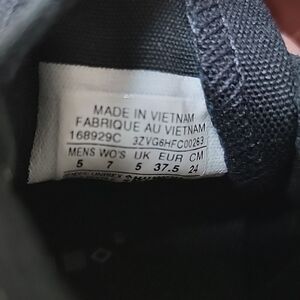 MADE IN VIETNAM
FABRIQUE AU VIETNAM
168929C 3ZVG6HFC00263
MENS WO'S UK EUR CM
5 7 5 37.5 24